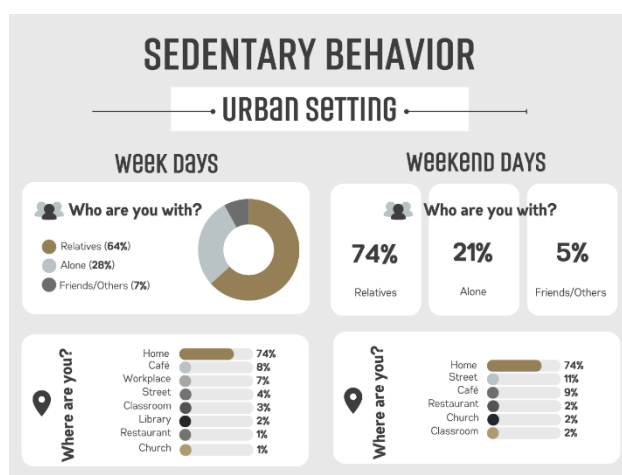 SEDENTARY BEHAVIOR
URBAN SETTING
WEEK DAYS
Who are you with?
Relatives (64%)
Alone (28%)
Friends/Others (7%)
Where are you?
Home 74%
Café 8%
Workplace 7%
Street 4%
Classroom 3%
Library 2%
Restaurant 1%
Church 1%
WEEKEND DAYS
Who are you with?
74% 21% 5%
Relatives Alone Friends/Others
Where are you?
Home 74%
Street 11%
Café 9%
Restaurant 2%
Church 2%
Classroom 2%